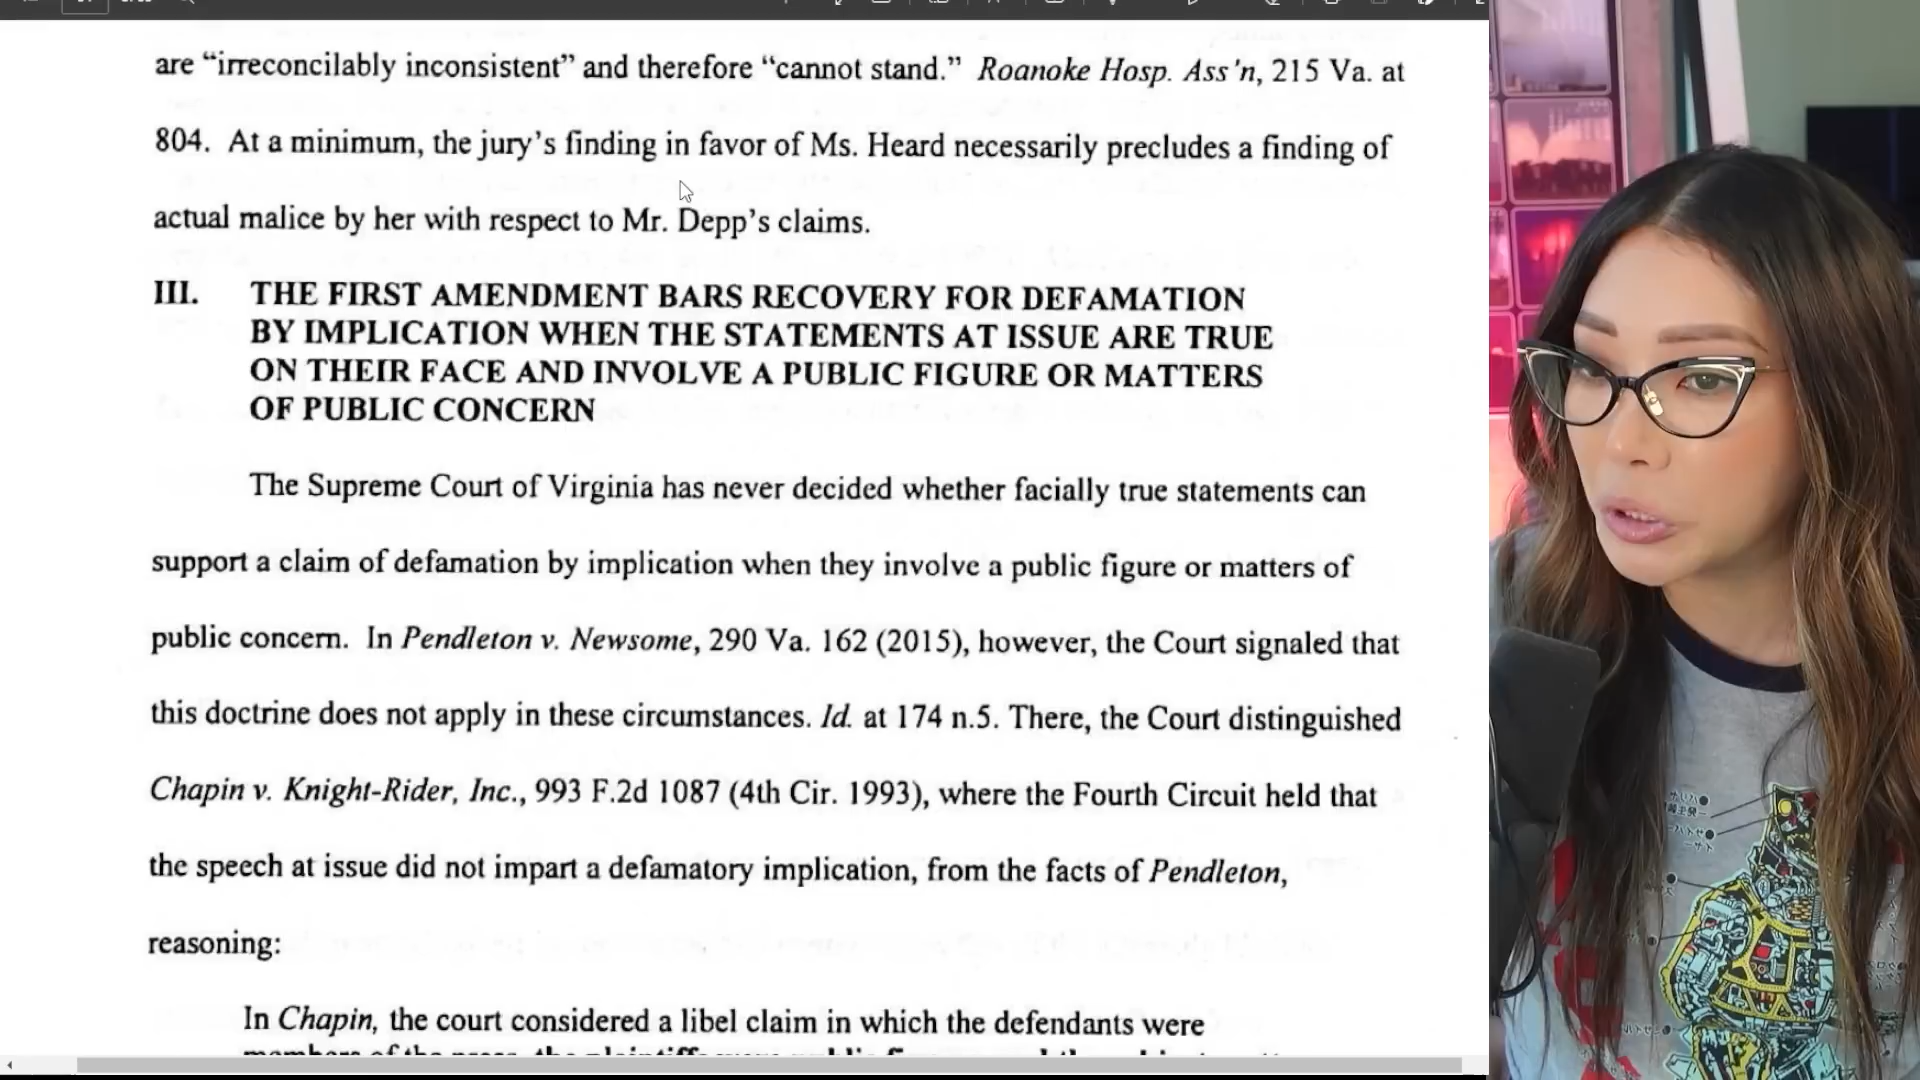 are “irreconcilably inconsistent” and therefore “cannot stand.” Roanoke Hosp. Ass’n, 215 Va. at
804. At a minimum, the jury’s finding in favor of Ms. Heard necessarily precludes a finding of
actual malice by her with respect to Mr. Depp’s claims.
III. THE FIRST AMENDMENT BARS RECOVERY FOR DEFAMATION
BY IMPLICATION WHEN THE STATEMENTS AT ISSUE ARE TRUE
ON THEIR FACE AND INVOLVE A PUBLIC FIGURE OR MATTERS
OF PUBLIC CONCERN
The Supreme Court of Virginia has never decided whether facially true statements can
support a claim of defamation by implication when they involve a public figure or matters of
public concern. In Pendleton v. Newsome, 290 Va. 162 (2015), however, the Court signaled that
this doctrine does not apply in these circumstances. Id. at 174 n.5. There, the Court distinguished
Chapin v. Knight-Rider, Inc., 993 F.2d 1087 (4th Cir. 1993), where the Fourth Circuit held that
the speech at issue did not impart a defamatory implication, from the facts of Pendleton,
reasoning:
In Chapin, the court considered a libel claim in which the defendants were